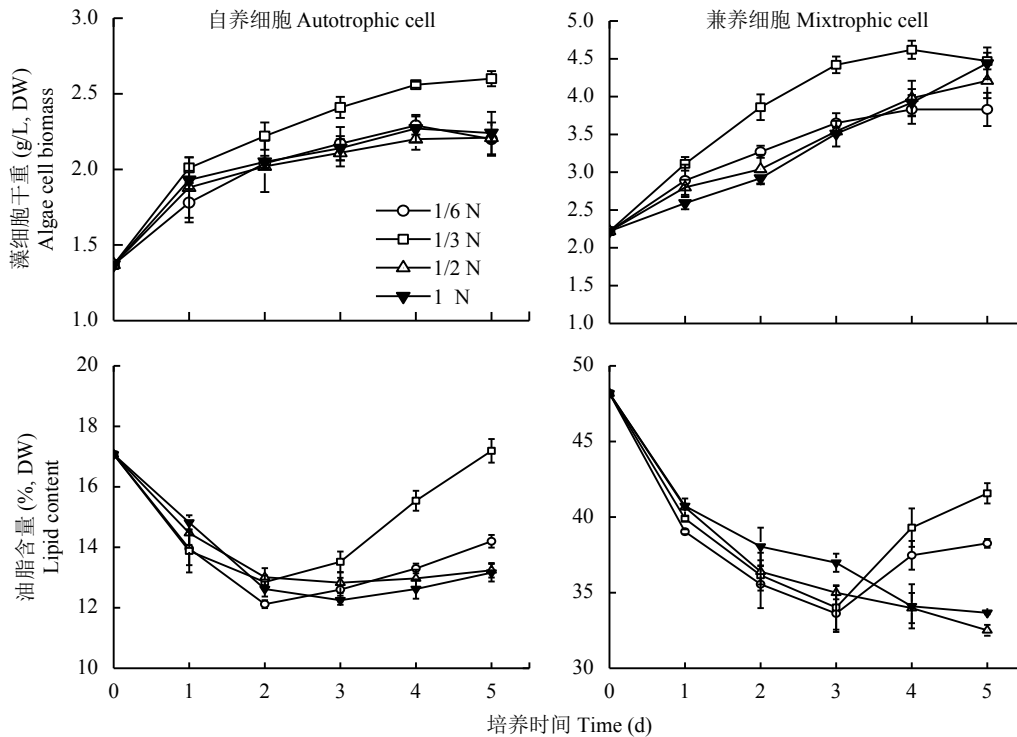 自养细胞 Autotrophic cell
兼养细胞 Mixtrophic cell
藻细胞干重 (g/L, DW)
Algae cell biomass
3.0
2.5
2.0
1.5
1.0
1/6 N
1/3 N
1/2 N
1 N
5.0
4.5
4.0
3.5
3.0
2.5
2.0
1.5
1.0
油脂含量 (%, DW)
Lipid content
20
18
16
14
12
10
0 1 2 3 4 5
50
45
40
35
30
0 1 2 3 4 5
培养时间 Time (d)